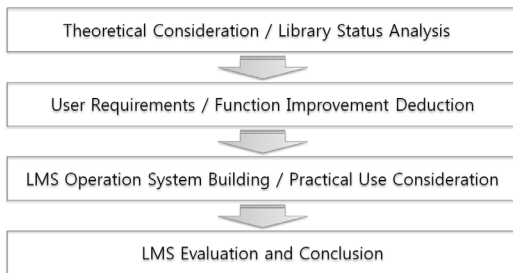 Theoretical Consideration / Library Status Analysis
User Requirements / Function Improvement Deduction
LMS Operation System Building / Practical Use Consideration
LMS Evaluation and Conclusion